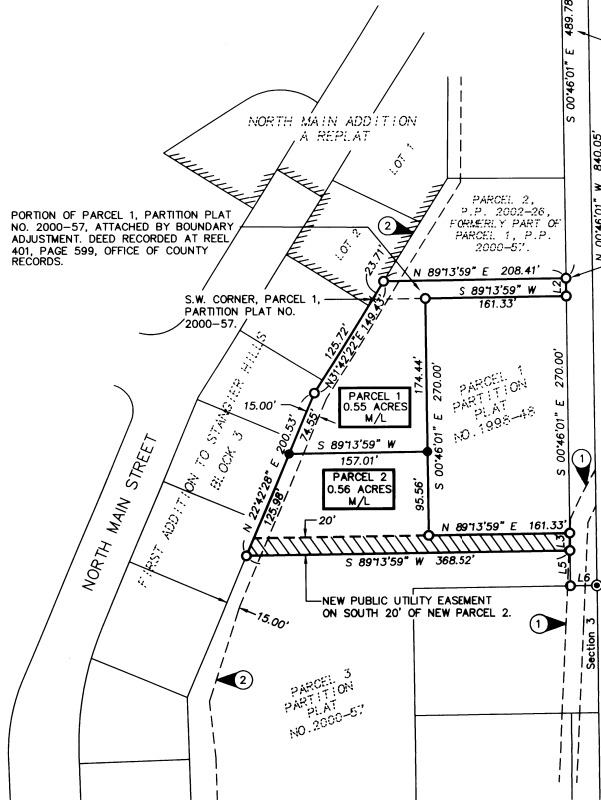 S 00°46'01" E 489.78'
N 00°46'01" W 840.05'
NORTH MAIN ADDITION
A REPLAT
LOT 1
PARCEL 2,
P.P. 2002-26,
FORMERLY PART OF
PARCEL 1, P.P.
2000-57.
PORTION OF PARCEL 1, PARTITION PLAT
NO. 2000-57, ATTACHED BY BOUNDARY
ADJUSTMENT. DEED RECORDED AT REEL
401, PAGE 599, OFFICE OF COUNTY
RECORDS.
2
LOT 2
23.71'
N 89°13'59" E 208.41'
L2
S 89°13'59" W
161.33'
S.W. CORNER, PARCEL 1,
PARTITION PLAT NO.
2000-57.
125.72'
N31°42'22"E 149.43'
174.44'
S 00°46'01" E 270.00'
S 00°46'01" E 270.00'
PARCEL 1
PARTITION
PLAT
NO. 1998-48
PARCEL 1
0.55 ACRES
M/L
15.00'
N 22°42'28" E 200.53'
74.55'
S 89°13'59" W
157.01'
PARCEL 2
0.56 ACRES
M/L
95.56'
1
FIRST ADDITION TO STANGIER HILLS
BLOCK 3
NORTH MAIN STREET
125.98'
20'
N 89°13'59" E 161.33'
L3
S 89°13'59" W 368.52'
L5
L6
NEW PUBLIC UTILITY EASEMENT
ON SOUTH 20' OF NEW PARCEL 2.
15.00'
1
Section 3
2
PARCEL 3
PARTITION
PLAT
NO.2000-57